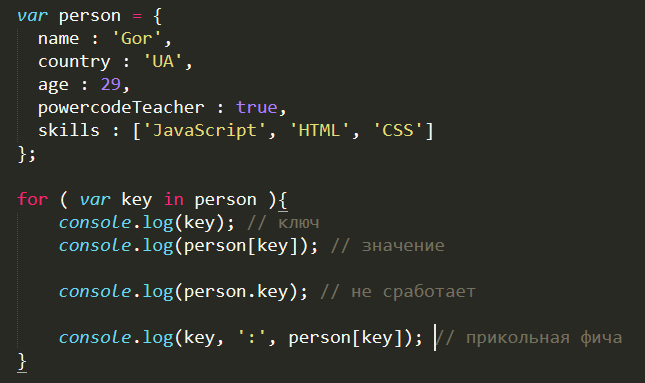 var person = {
  name : 'Gor',
  country : 'UA',
  age : 29,
  powercodeTeacher : true,
  skills : ['JavaScript', 'HTML', 'CSS']
};

for ( var key in person ){
    console.log(key); // ключ
    console.log(person[key]); // значение

    console.log(person.key); // не сработает

    console.log(key, ':', person[key]); // прикольная фича
}